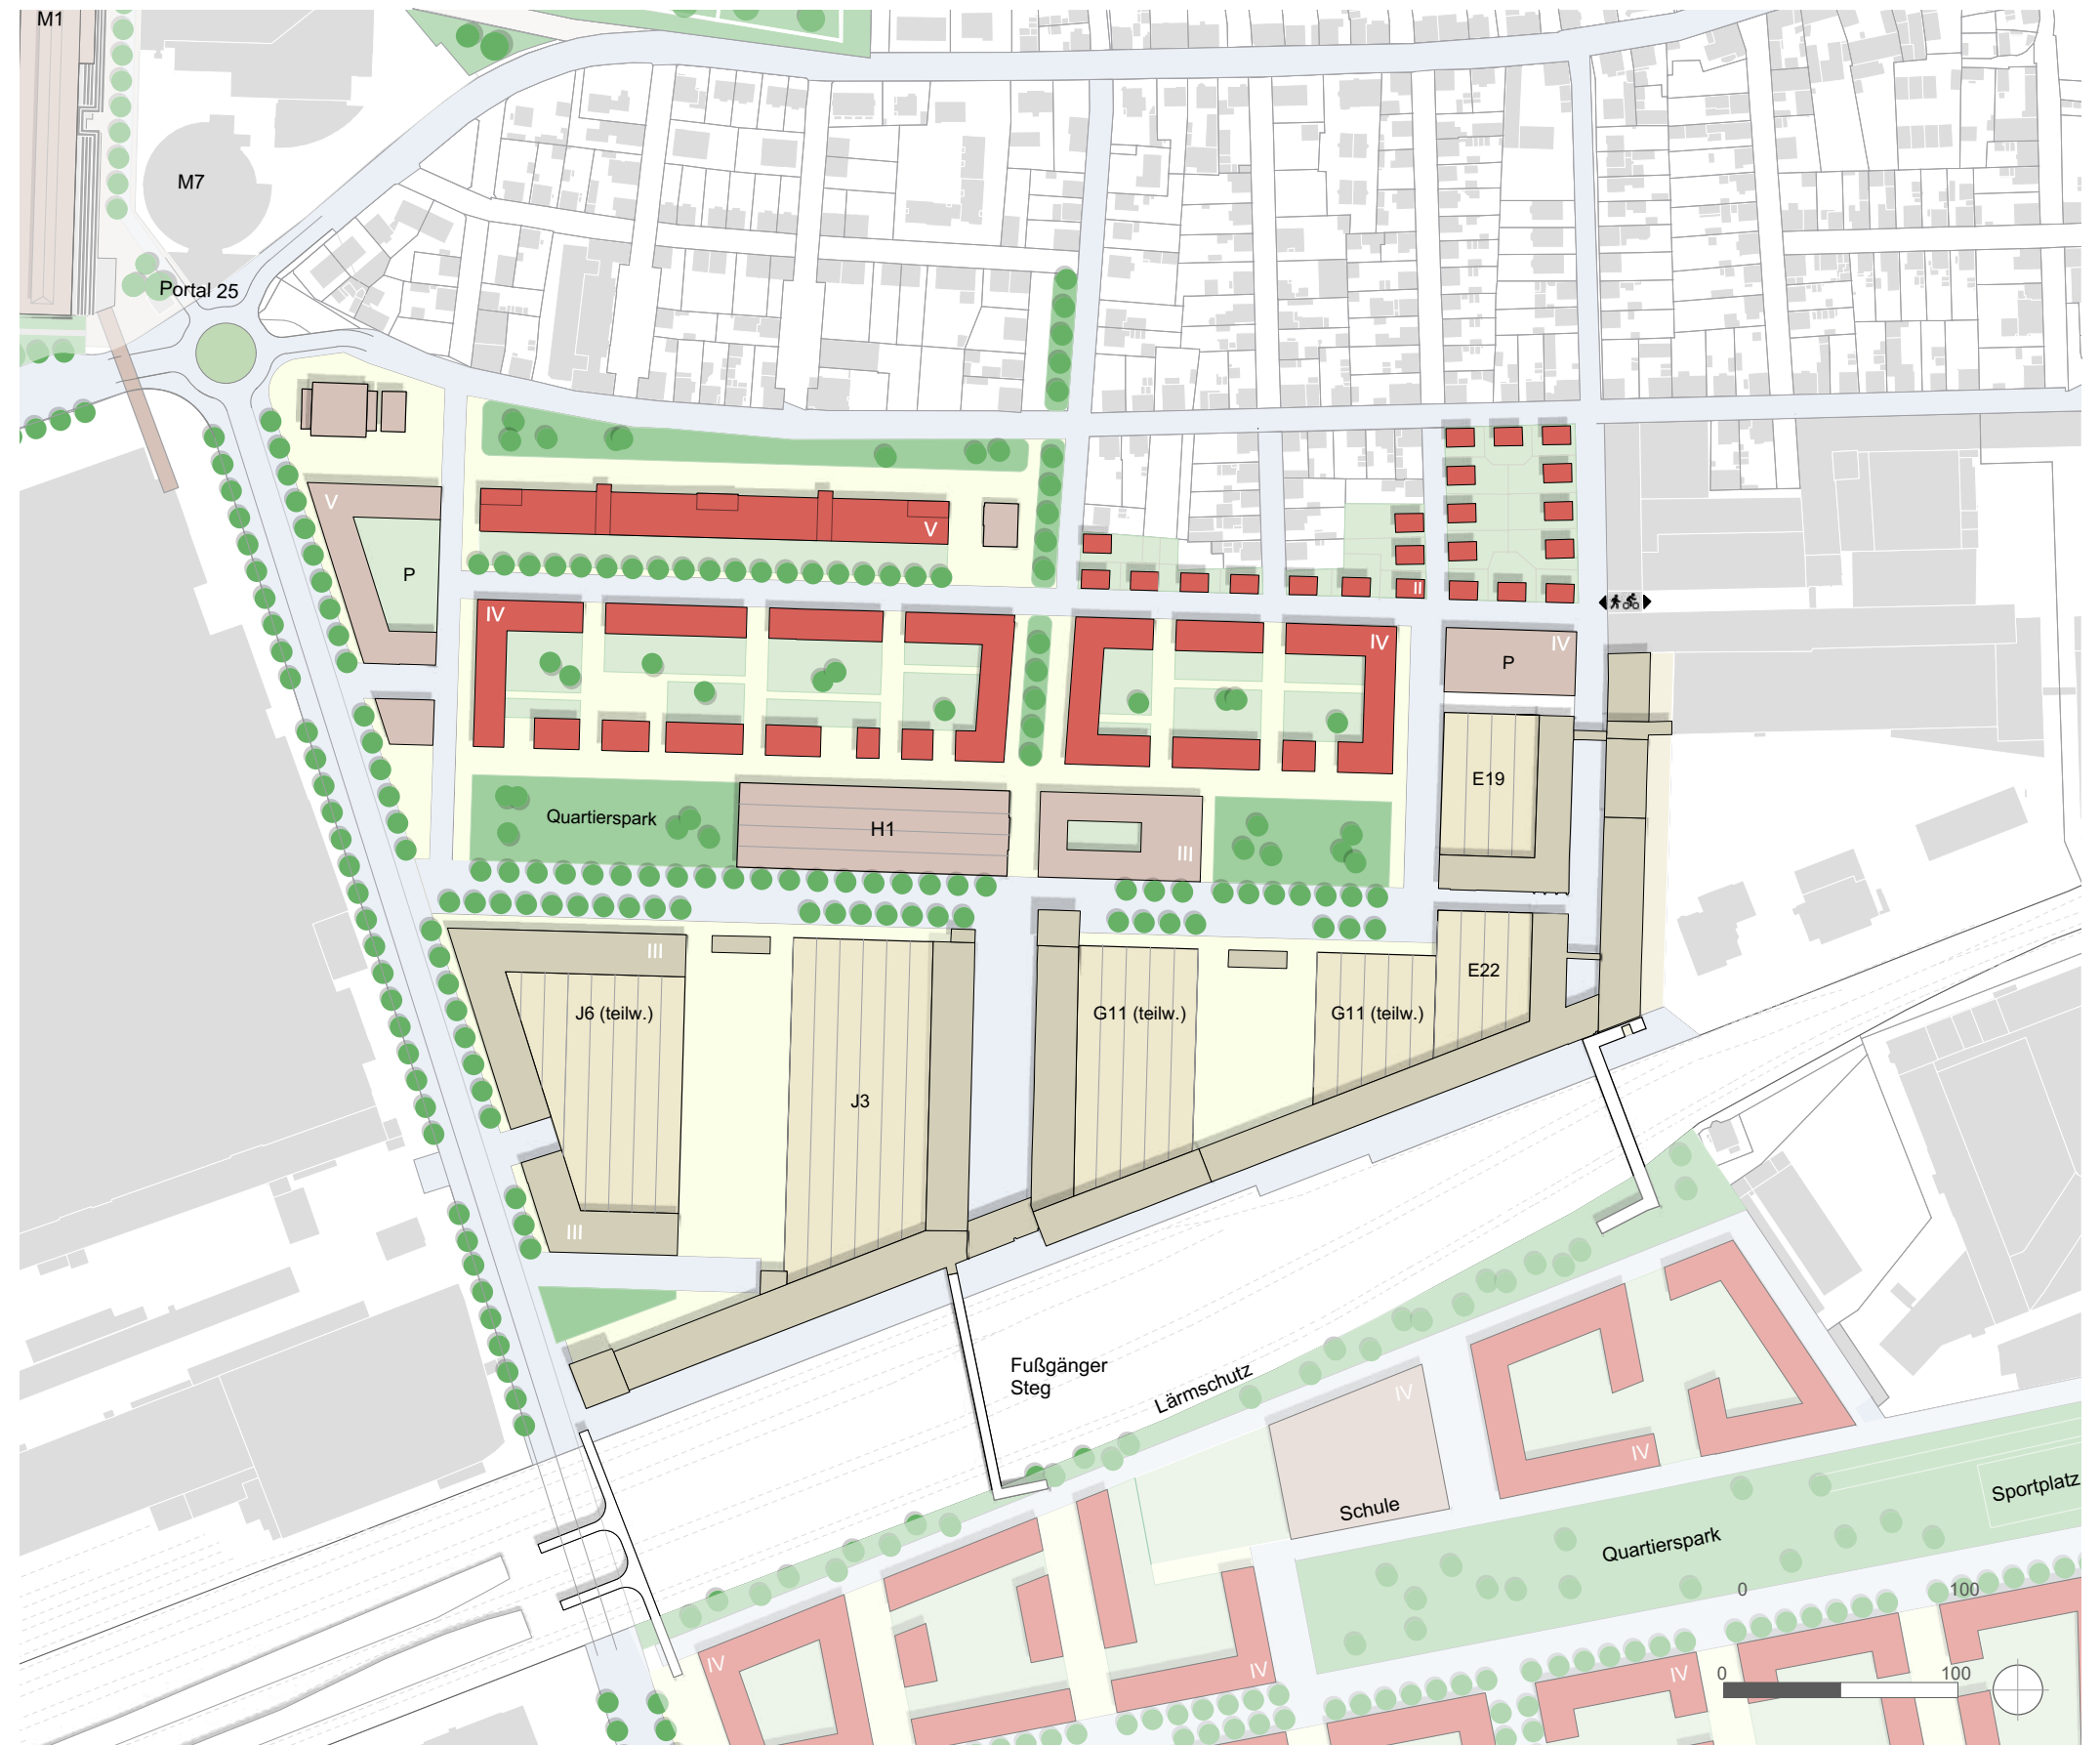 M1
M7
Portal 25
V
V
P
II
IV
IV
IV
P
E19
Quartierspark
H1
III
III
E22
J6 (teilw.)
G11 (teilw.)
G11 (teilw.)
J3
III
Fußgänger
Steg
Lärmschutz
IV
IV
Schule
Sportplatz
Quartierspark
0
100
IV
IV
IV
0
100